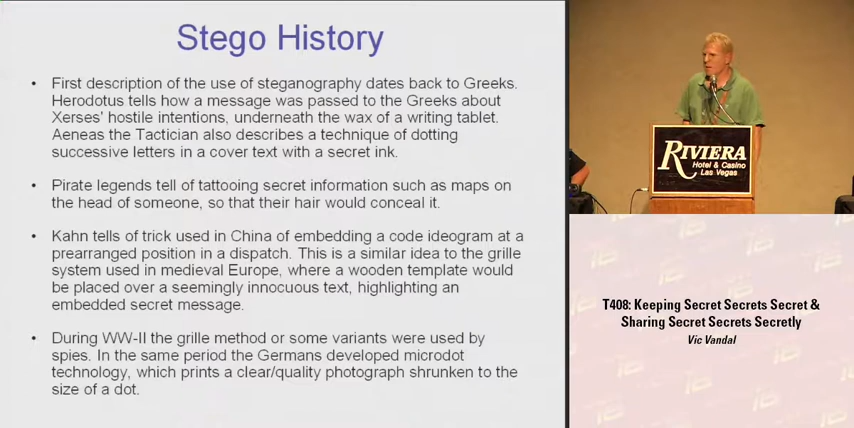 Stego History
• First description of the use of steganography dates back to Greeks.
Herodotus tells how a message was passed to the Greeks about
Xerses' hostile intentions, underneath the wax of a writing tablet.
Aeneas the Tactician also describes a technique of dotting
successive letters in a cover text with a secret ink.
• Pirate legends tell of tattooing secret information such as maps on
the head of someone, so that their hair would conceal it.
• Kahn tells of trick used in China of embedding a code ideogram at a
prearranged position in a dispatch. This is a similar idea to the grille
system used in medieval Europe, where a wooden template would
be placed over a seemingly innocuous text, highlighting an
embedded secret message.
• During WW-II the grille method or some variants were used by
spies. In the same period the Germans developed microdot
technology, which prints a clear/quality photograph shrunken to the
size of a dot.
RIVIERA
Hotel & Casino
Las Vegas
T408: Keeping Secret Secrets Secret &
Sharing Secret Secrets Secretly
Vic Vandal